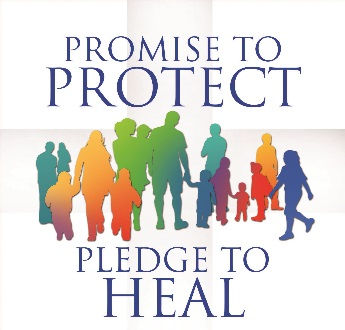 PROMISE TO
PROTECT
PLEDGE TO
HEAL